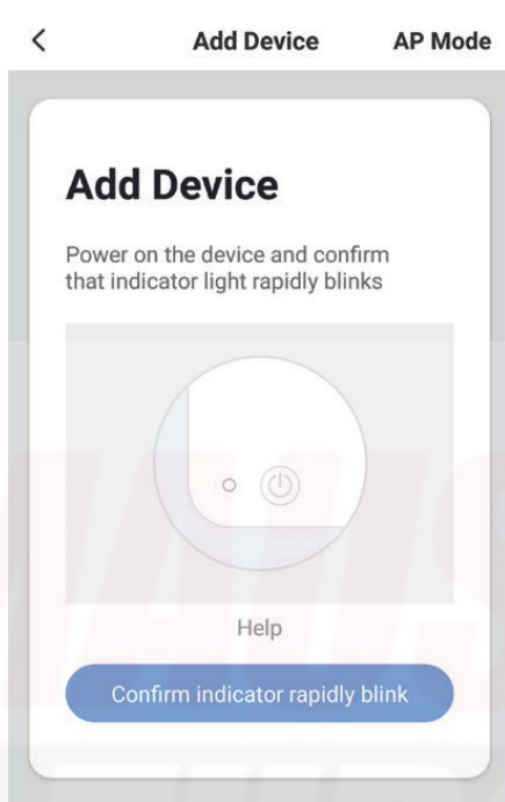 Add Device AP Mode
Add Device
Power on the device and confirm
that indicator light rapidly blinks
Help
Confirm indicator rapidly blink